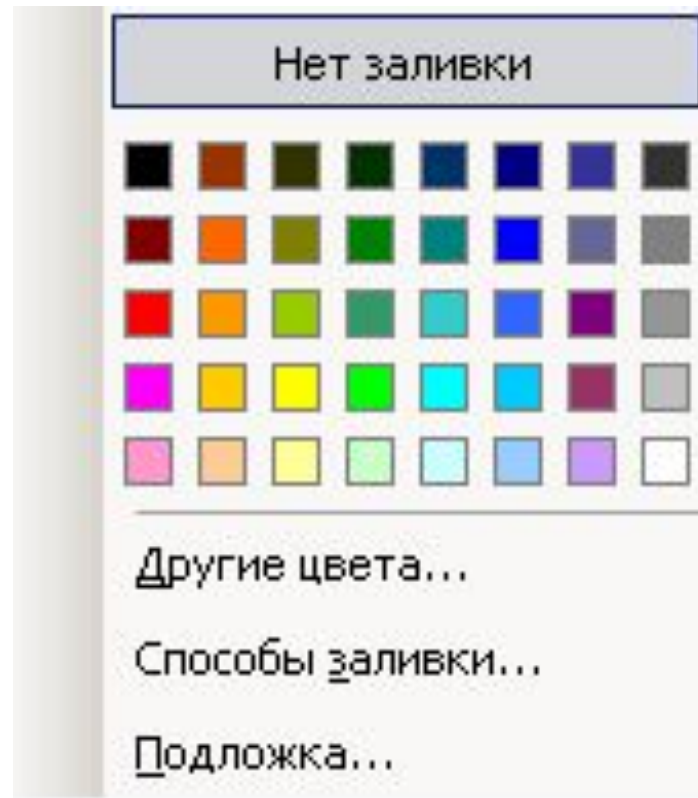 Нет заливки
Другие цвета...
Способы заливки...
Подложка...